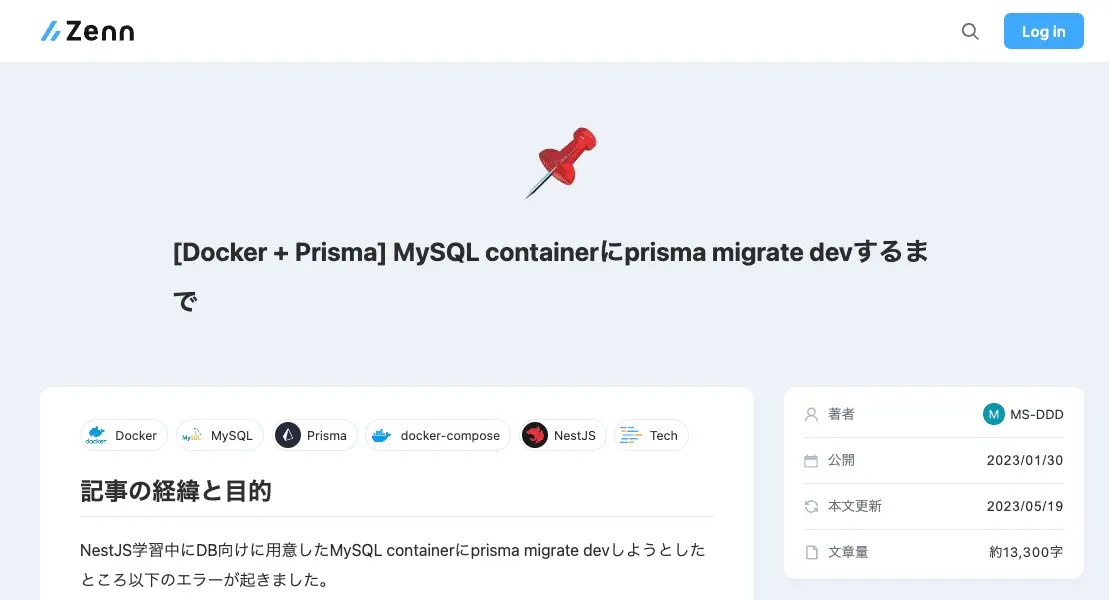 Zenn
Log in
[Docker + Prisma] MySQL containerにprisma migrate devするま
で
Docker
MySQL
Prisma
docker-compose
NestJS
Tech
記事の経緯と目的
NestJS学習中にDB向けに用意したMySQL containerにprisma migrate devしようとした
ところ以下のエラーが起きました。
著者
M MS-DDD
公開 2023/01/30
本文更新 2023/05/19
文章量 約13,300字